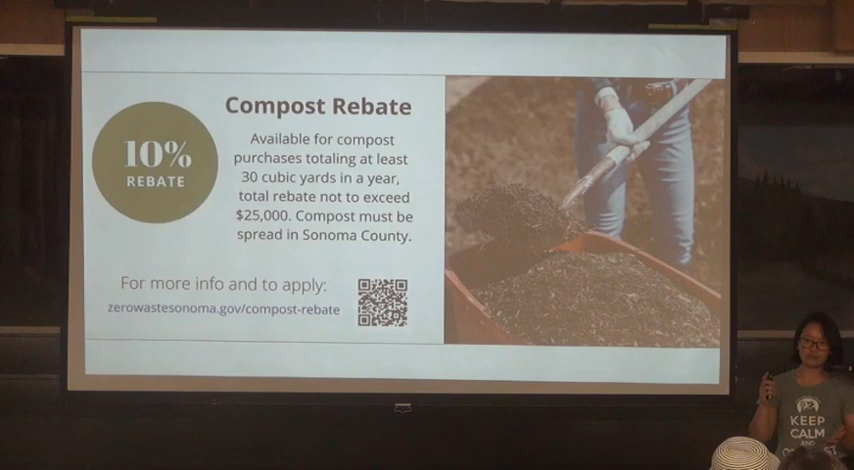 Compost Rebate
10%
REBATE
Available for compost
purchases totaling at least
30 cubic yards in a year,
total rebate not to exceed
$25,000. Compost must be
spread in Sonoma County.
For more info and to apply:
zerowastesonoma.gov/compost-rebate
KEEP
CALM
AND